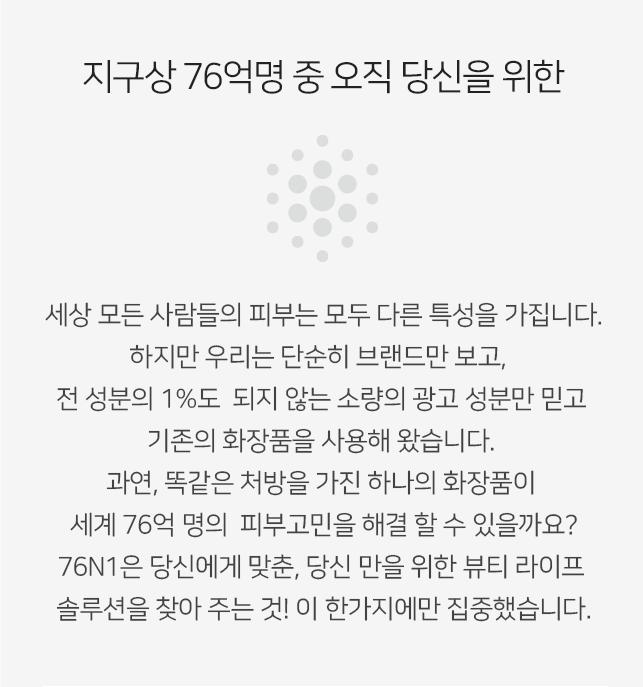 지구상 76억명 중 오직 당신을 위한
세상 모든 사람들의 피부는 모두 다른 특성을 가집니다.
하지만 우리는 단순히 브랜드만 보고,
전 성분의 1%도 되지 않는 소량의 광고 성분만 믿고
기존의 화장품을 사용해 왔습니다.
과연, 똑같은 처방을 가진 하나의 화장품이
세계 76억 명의 피부고민을 해결 할 수 있을까요?
76N1은 당신에게 맞춘, 당신 만을 위한 뷰티 라이프
솔루션을 찾아 주는 것! 이 한가지에만 집중했습니다.